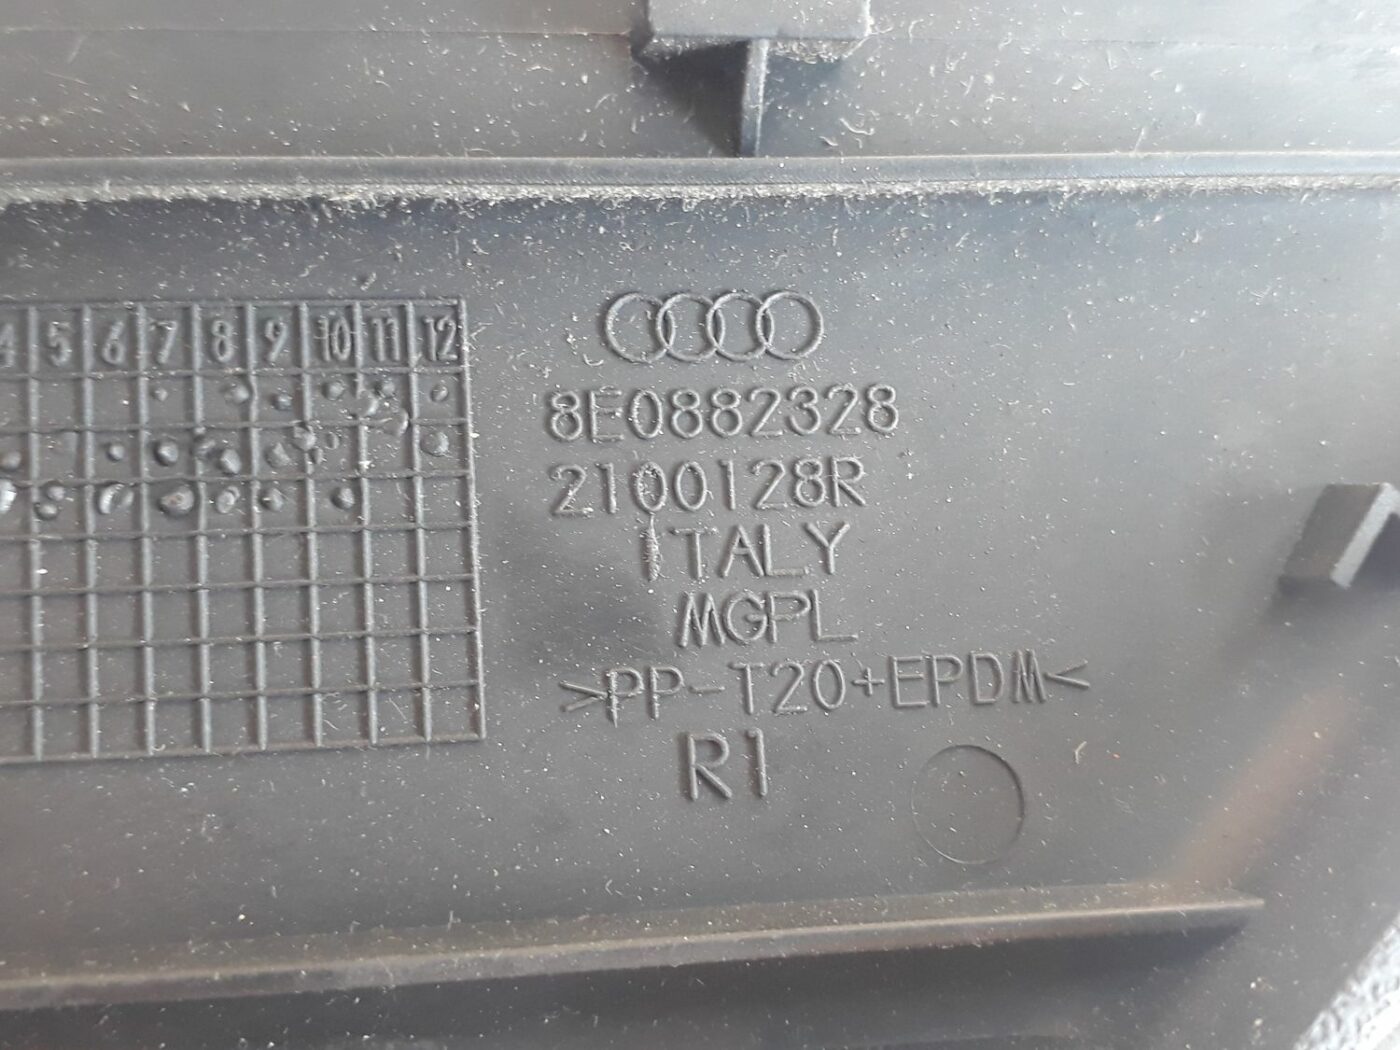 4 5 6 7 8 9 10 11 12
8E0882328
2100128R
ITALY
MGPL
>PP-T20+EPDM<
R1